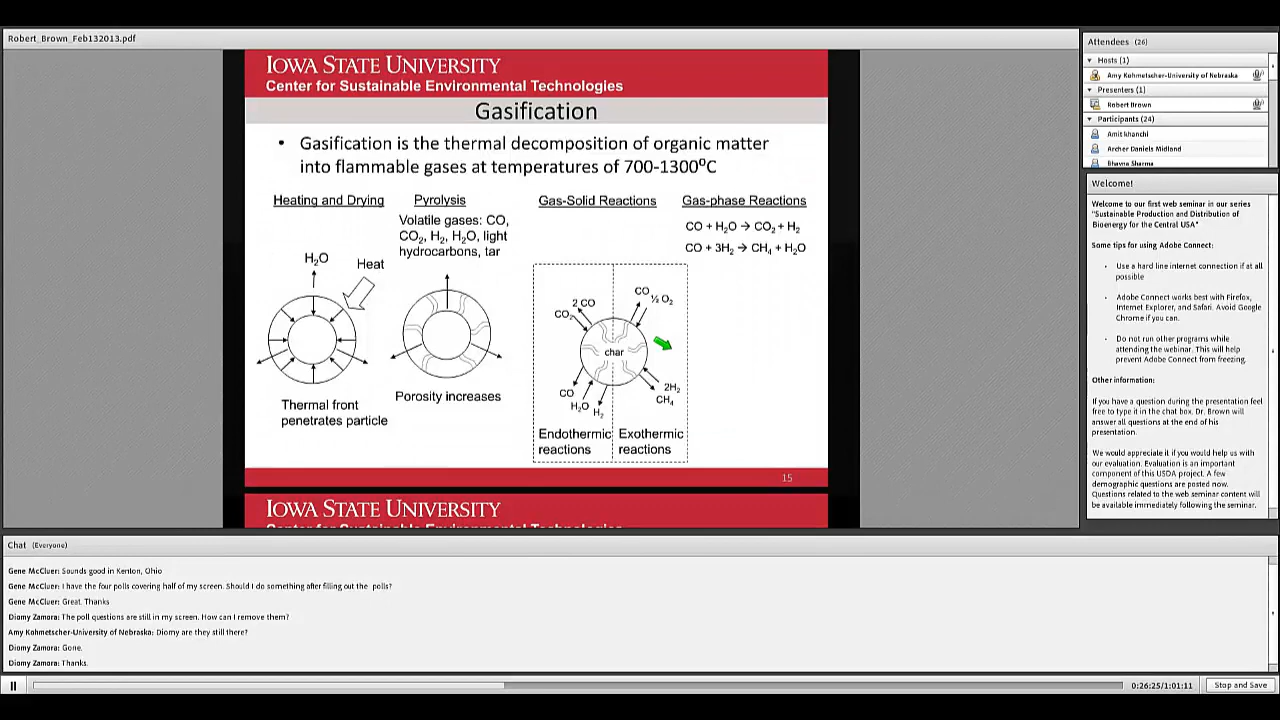 Robert_Brown_Feb132013.pdf
IOWA STATE UNIVERSITY
Center for Sustainable Environmental Technologies
Gasification
• Gasification is the thermal decomposition of organic matter
into flammable gases at temperatures of 700-1300⁰C
Heating and Drying
Pyrolysis
Gas-Solid Reactions
Gas-phase Reactions
Volatile gases: CO,
CO₂, H₂, H₂O, light
hydrocarbons, tar
CO + H₂O → CO₂ + H₂
CO + 3H₂ → CH₄ + H₂O
H₂O
Heat
Thermal front
penetrates particle
Porosity increases
2 CO
CO₂
CO
½ O₂
char
CO
H₂O
H₂
2H₂
CH₄
Endothermic
reactions
Exothermic
reactions
15
IOWA STATE UNIVERSITY
Center for Sustainable Environmental Technologies
Attendees (26)
Hosts (1)
Amy Kohmetscher-University of Nebraska
Presenters (1)
Robert Brown
Participants (24)
Amit khanchi
Archer Daniels Midland
Bhavna Sharma
Welcome!
Welcome to our first web seminar in our series
"Sustainable Production and Distribution of
Bioenergy for the Central USA"
Some tips for using Adobe Connect:
• Use a hard line internet connection if at all
possible
• Adobe Connect works best with Firefox,
Internet Explorer, and Safari. Avoid Google
Chrome if you can.
• Do not run other programs while
attending the webinar. This will help
prevent Adobe Connect from freezing.
Other information:
If you have a question during the presentation feel
free to type it in the chat box. Dr. Brown will
answer all questions at the end of his
presentation.
We would appreciate it if you would help us with
our evaluation. Evaluation is an important
component of this USDA project. A few
demographic questions are posted now.
Questions related to the web seminar content will
be available immediately following the seminar.
Chat (Everyone)
Gene McCluer: Sounds good in Kenton, Ohio
Gene McCluer: I have the four polls covering half of my screen. Should I do something after filling out the polls?
Gene McCluer: Great. Thanks
Diomy Zamora: The poll questions are still in my screen. How can I remove them?
Amy Kohmetscher-University of Nebraska: Diomy are they still there?
Diomy Zamora: Gone.
Diomy Zamora: Thanks.
0:26:25/1:01:11
Stop and Save